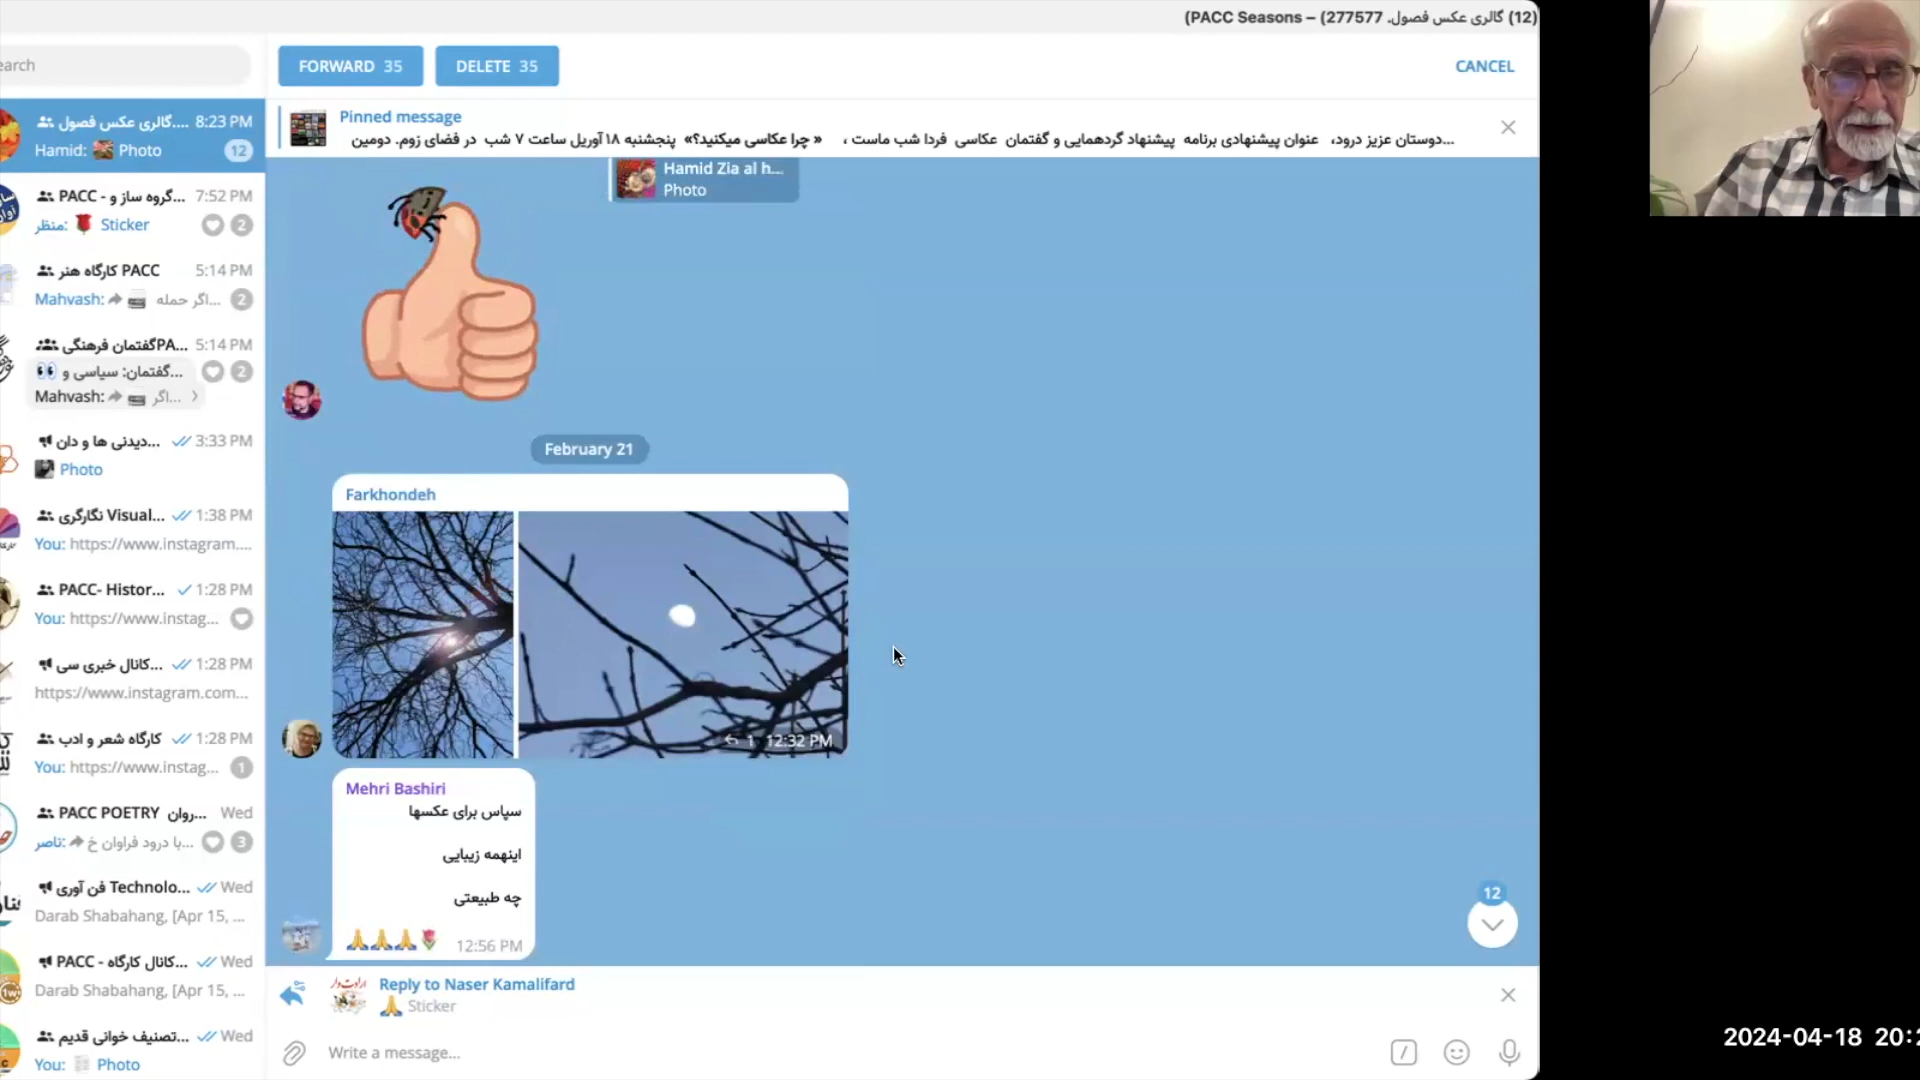 (12) گالری عکس فصول. PACC Seasons – (277577)
earch
FORWARD 35
DELETE 35
CANCEL
گالری عکس فصول.... 8:23 PM
Hamid: Photo 12
گروه ساز و - PACC... 7:52 PM
منظر: Sticker 2
کارگاه هنر PACC 5:14 PM
Mahvash: اگر حمله... 2
گفتمان فرهنگیPA... 5:14 PM
گفتمان: سیاسی و... 2
Mahvash: اگر...
دیدنی ها و دان... 3:33 PM
Photo
نگارگری Visual... 1:38 PM
You: https://www.instagram....
PACC- Histor... 1:28 PM
You: https://www.instag...
کانال خبری سی... 1:28 PM
https://www.instagram.com...
کارگاه شعر و ادب 1:28 PM
You: https://www.instag... 1
PACC POETRY روان... Wed
ناصر: با درود فراوان خ... 3
فن آوری Technolo... Wed
Darab Shabahang, [Apr 15, ...
PACC - کانال کارگاه... Wed
Darab Shabahang, [Apr 15, ...
تصنیف خوانی قدیم... Wed
You: Photo
Pinned message
دوستان عزیز درود، عنوان پیشنهادی برنامه پیشنهاد گردهمایی و گفتمان عکاسی فردا شب ماست ، « چرا عکاسی میکنید؟» پنجشنبه ۱۸ آوریل ساعت ۷ شب در فضای زوم. دومین...
Hamid Zia al h...
Photo
February 21
Farkhondeh
1 12:32 PM
Mehri Bashiri
سپاس برای عکسها
اینهمه زیبایی
چه طبیعتی
🙏🙏🙏🌷 12:56 PM
12
Reply to Naser Kamalifard
🙏 Sticker
Write a message...
2024-04-18 20:2